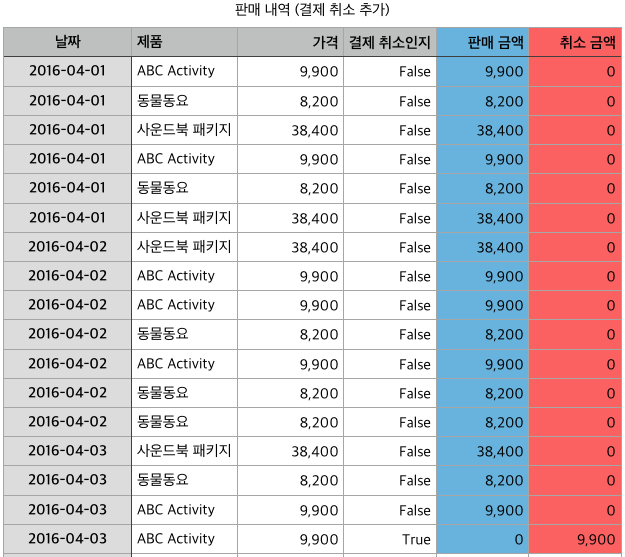 판매 내역 (결제 취소 추가)
날짜 제품 가격 결제 취소인지 판매 금액 취소 금액
2016-04-01 ABC Activity 9,900 False 9,900 0
2016-04-01 동물동요 8,200 False 8,200 0
2016-04-01 사운드북 패키지 38,400 False 38,400 0
2016-04-01 ABC Activity 9,900 False 9,900 0
2016-04-01 동물동요 8,200 False 8,200 0
2016-04-01 사운드북 패키지 38,400 False 38,400 0
2016-04-02 사운드북 패키지 38,400 False 38,400 0
2016-04-02 ABC Activity 9,900 False 9,900 0
2016-04-02 ABC Activity 9,900 False 9,900 0
2016-04-02 동물동요 8,200 False 8,200 0
2016-04-02 ABC Activity 9,900 False 9,900 0
2016-04-02 동물동요 8,200 False 8,200 0
2016-04-02 동물동요 8,200 False 8,200 0
2016-04-03 사운드북 패키지 38,400 False 38,400 0
2016-04-03 동물동요 8,200 False 8,200 0
2016-04-03 ABC Activity 9,900 False 9,900 0
2016-04-03 ABC Activity 9,900 True 0 9,900